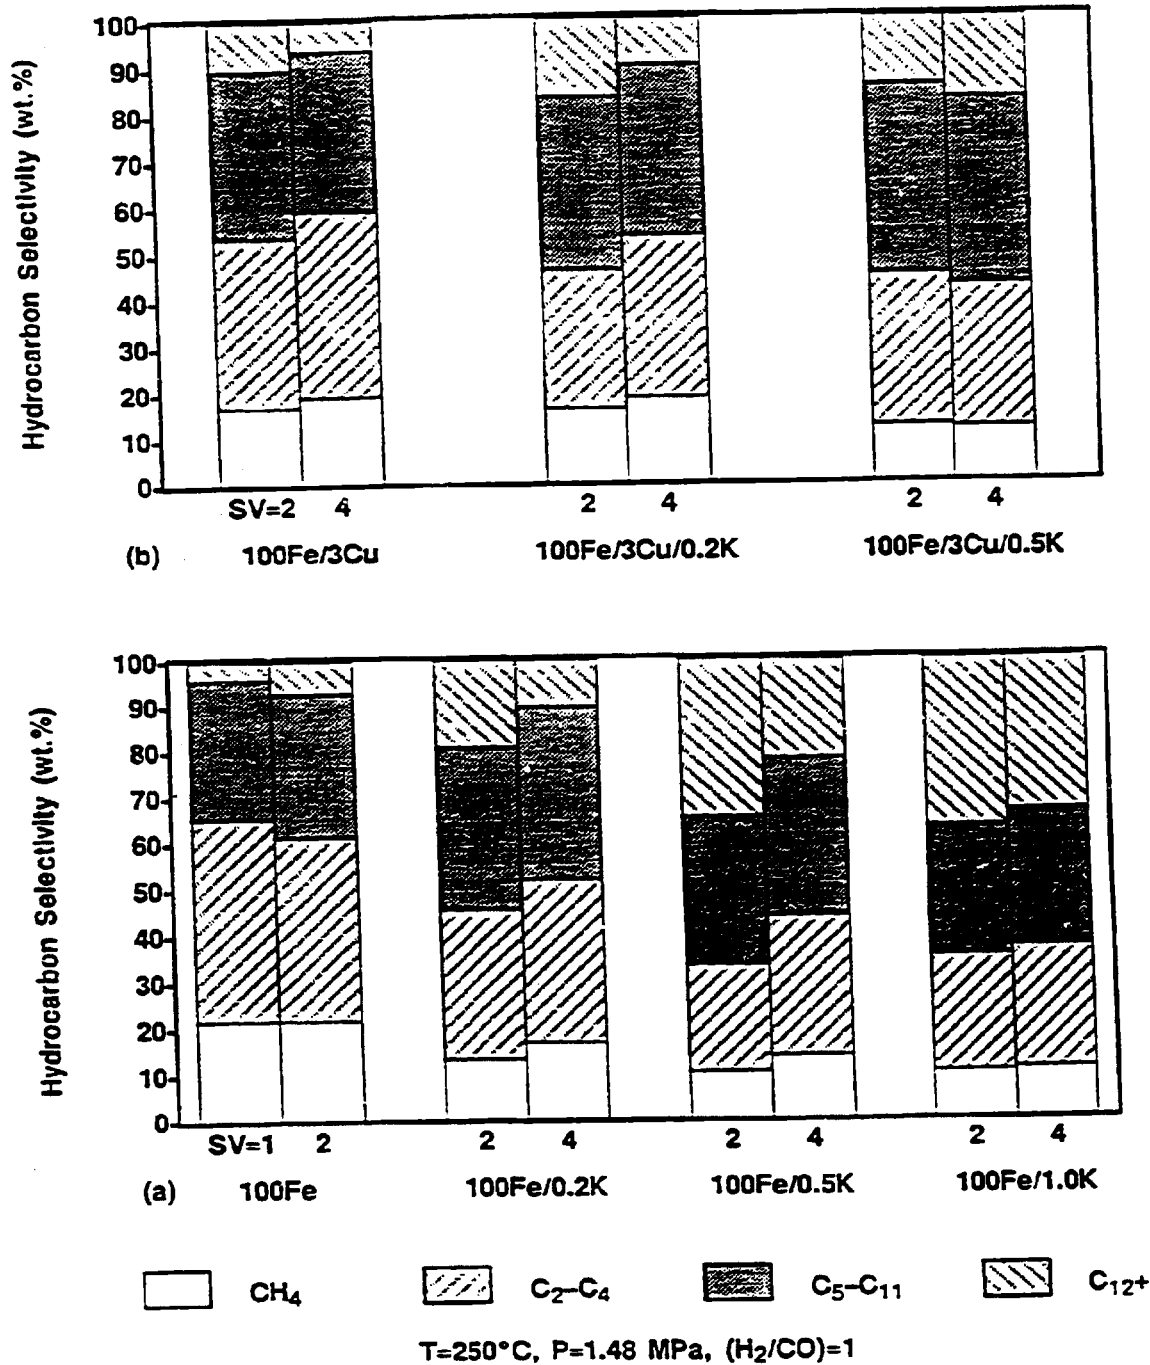 Hydrocarbon Selectivity (wt.%)
100
90
80
70
60
50
40
30
20
10
0
SV=2 4 2 4 2 4
(b) 100Fe/3Cu 100Fe/3Cu/0.2K 100Fe/3Cu/0.5K
Hydrocarbon Selectivity (wt.%)
100
90
80
70
60
50
40
30
20
10
0
SV=1 2 2 4 2 4 2 4
(a) 100Fe 100Fe/0.2K 100Fe/0.5K 100Fe/1.0K
CH₄ C₂–C₄ C₅–C₁₁ C₁₂+
T=250°C, P=1.48 MPa, (H₂/CO)=1